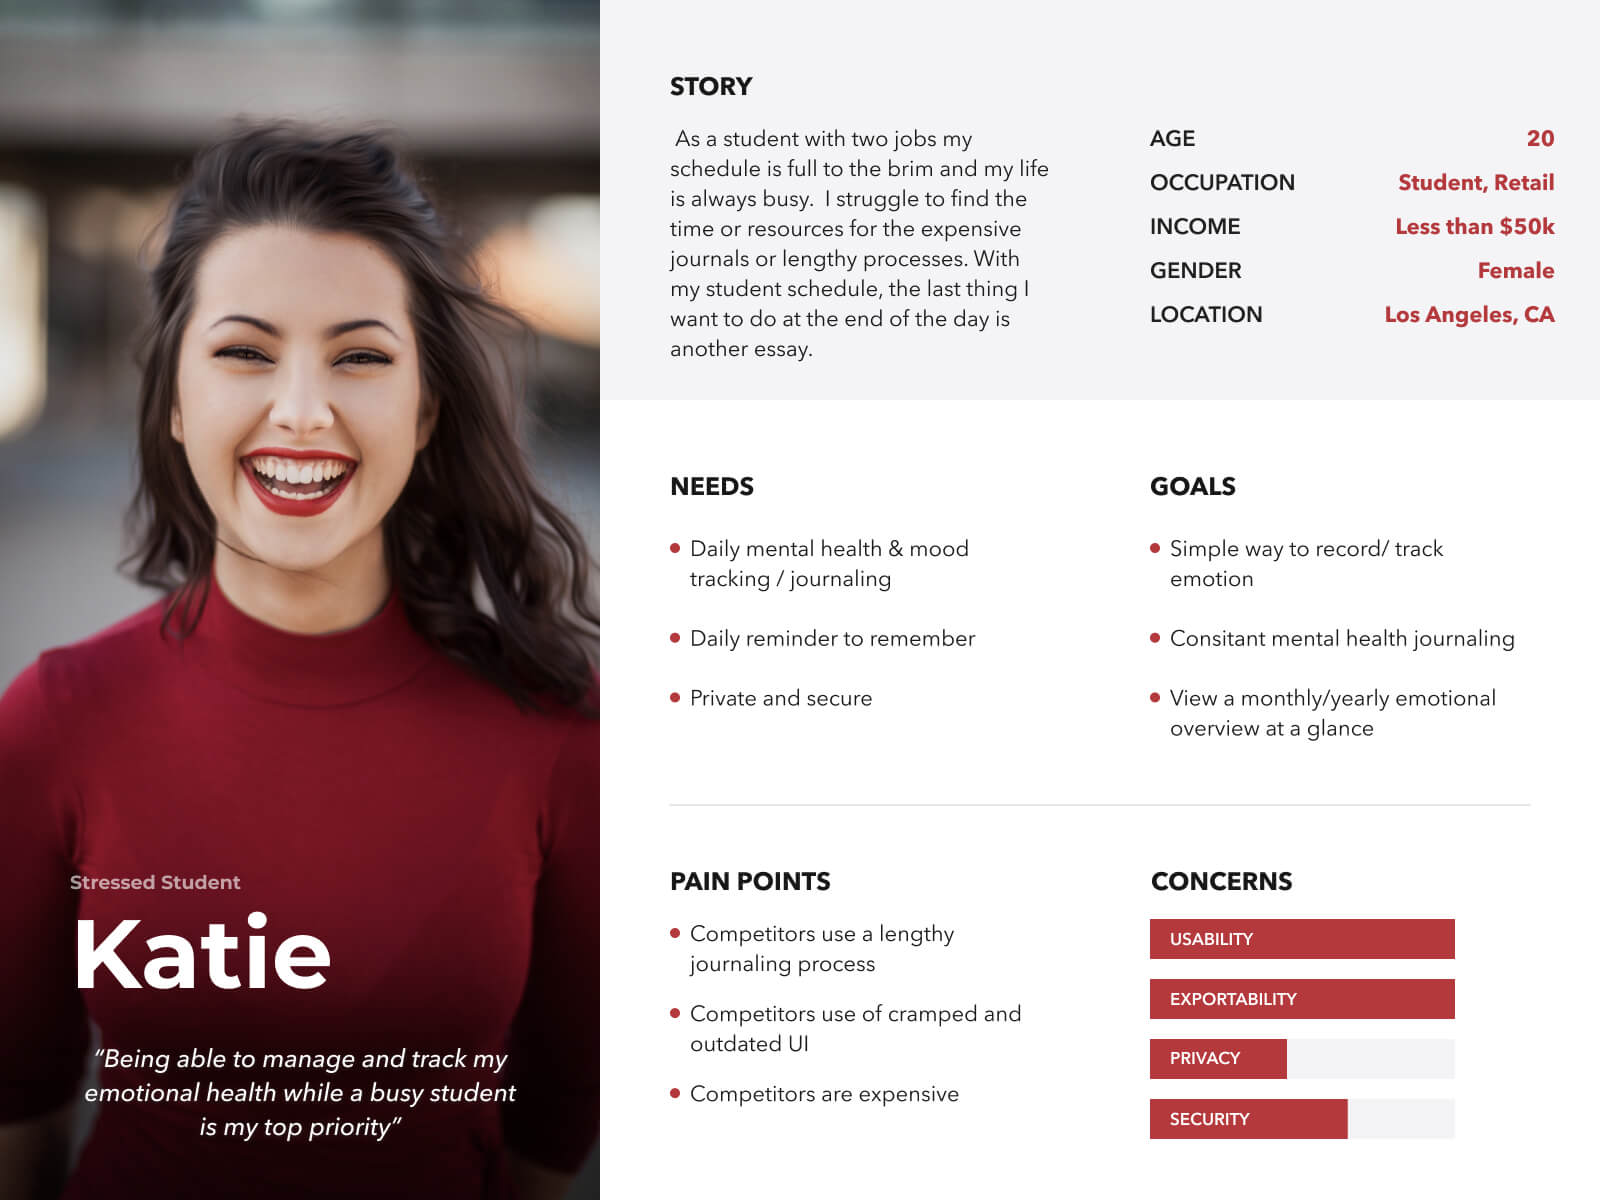 STORY
As a student with two jobs my
schedule is full to the brim and my life
is always busy.  I struggle to find the
time or resources for the expensive
journals or lengthy processes. With
my student schedule, the last thing I
want to do at the end of the day is
another essay.
AGE 20
OCCUPATION Student, Retail
INCOME Less than $50k
GENDER Female
LOCATION Los Angeles, CA
NEEDS
Daily mental health & mood
tracking / journaling
Daily reminder to remember
Private and secure
GOALS
Simple way to record/ track
emotion
Consitant mental health journaling
View a monthly/yearly emotional
overview at a glance
Stressed Student
Katie
“Being able to manage and track my
emotional health while a busy student
is my top priority”
PAIN POINTS
Competitors use a lengthy
journaling process
Competitors use of cramped and
outdated UI
Competitors are expensive
CONCERNS
USABILITY
EXPORTABILITY
PRIVACY
SECURITY